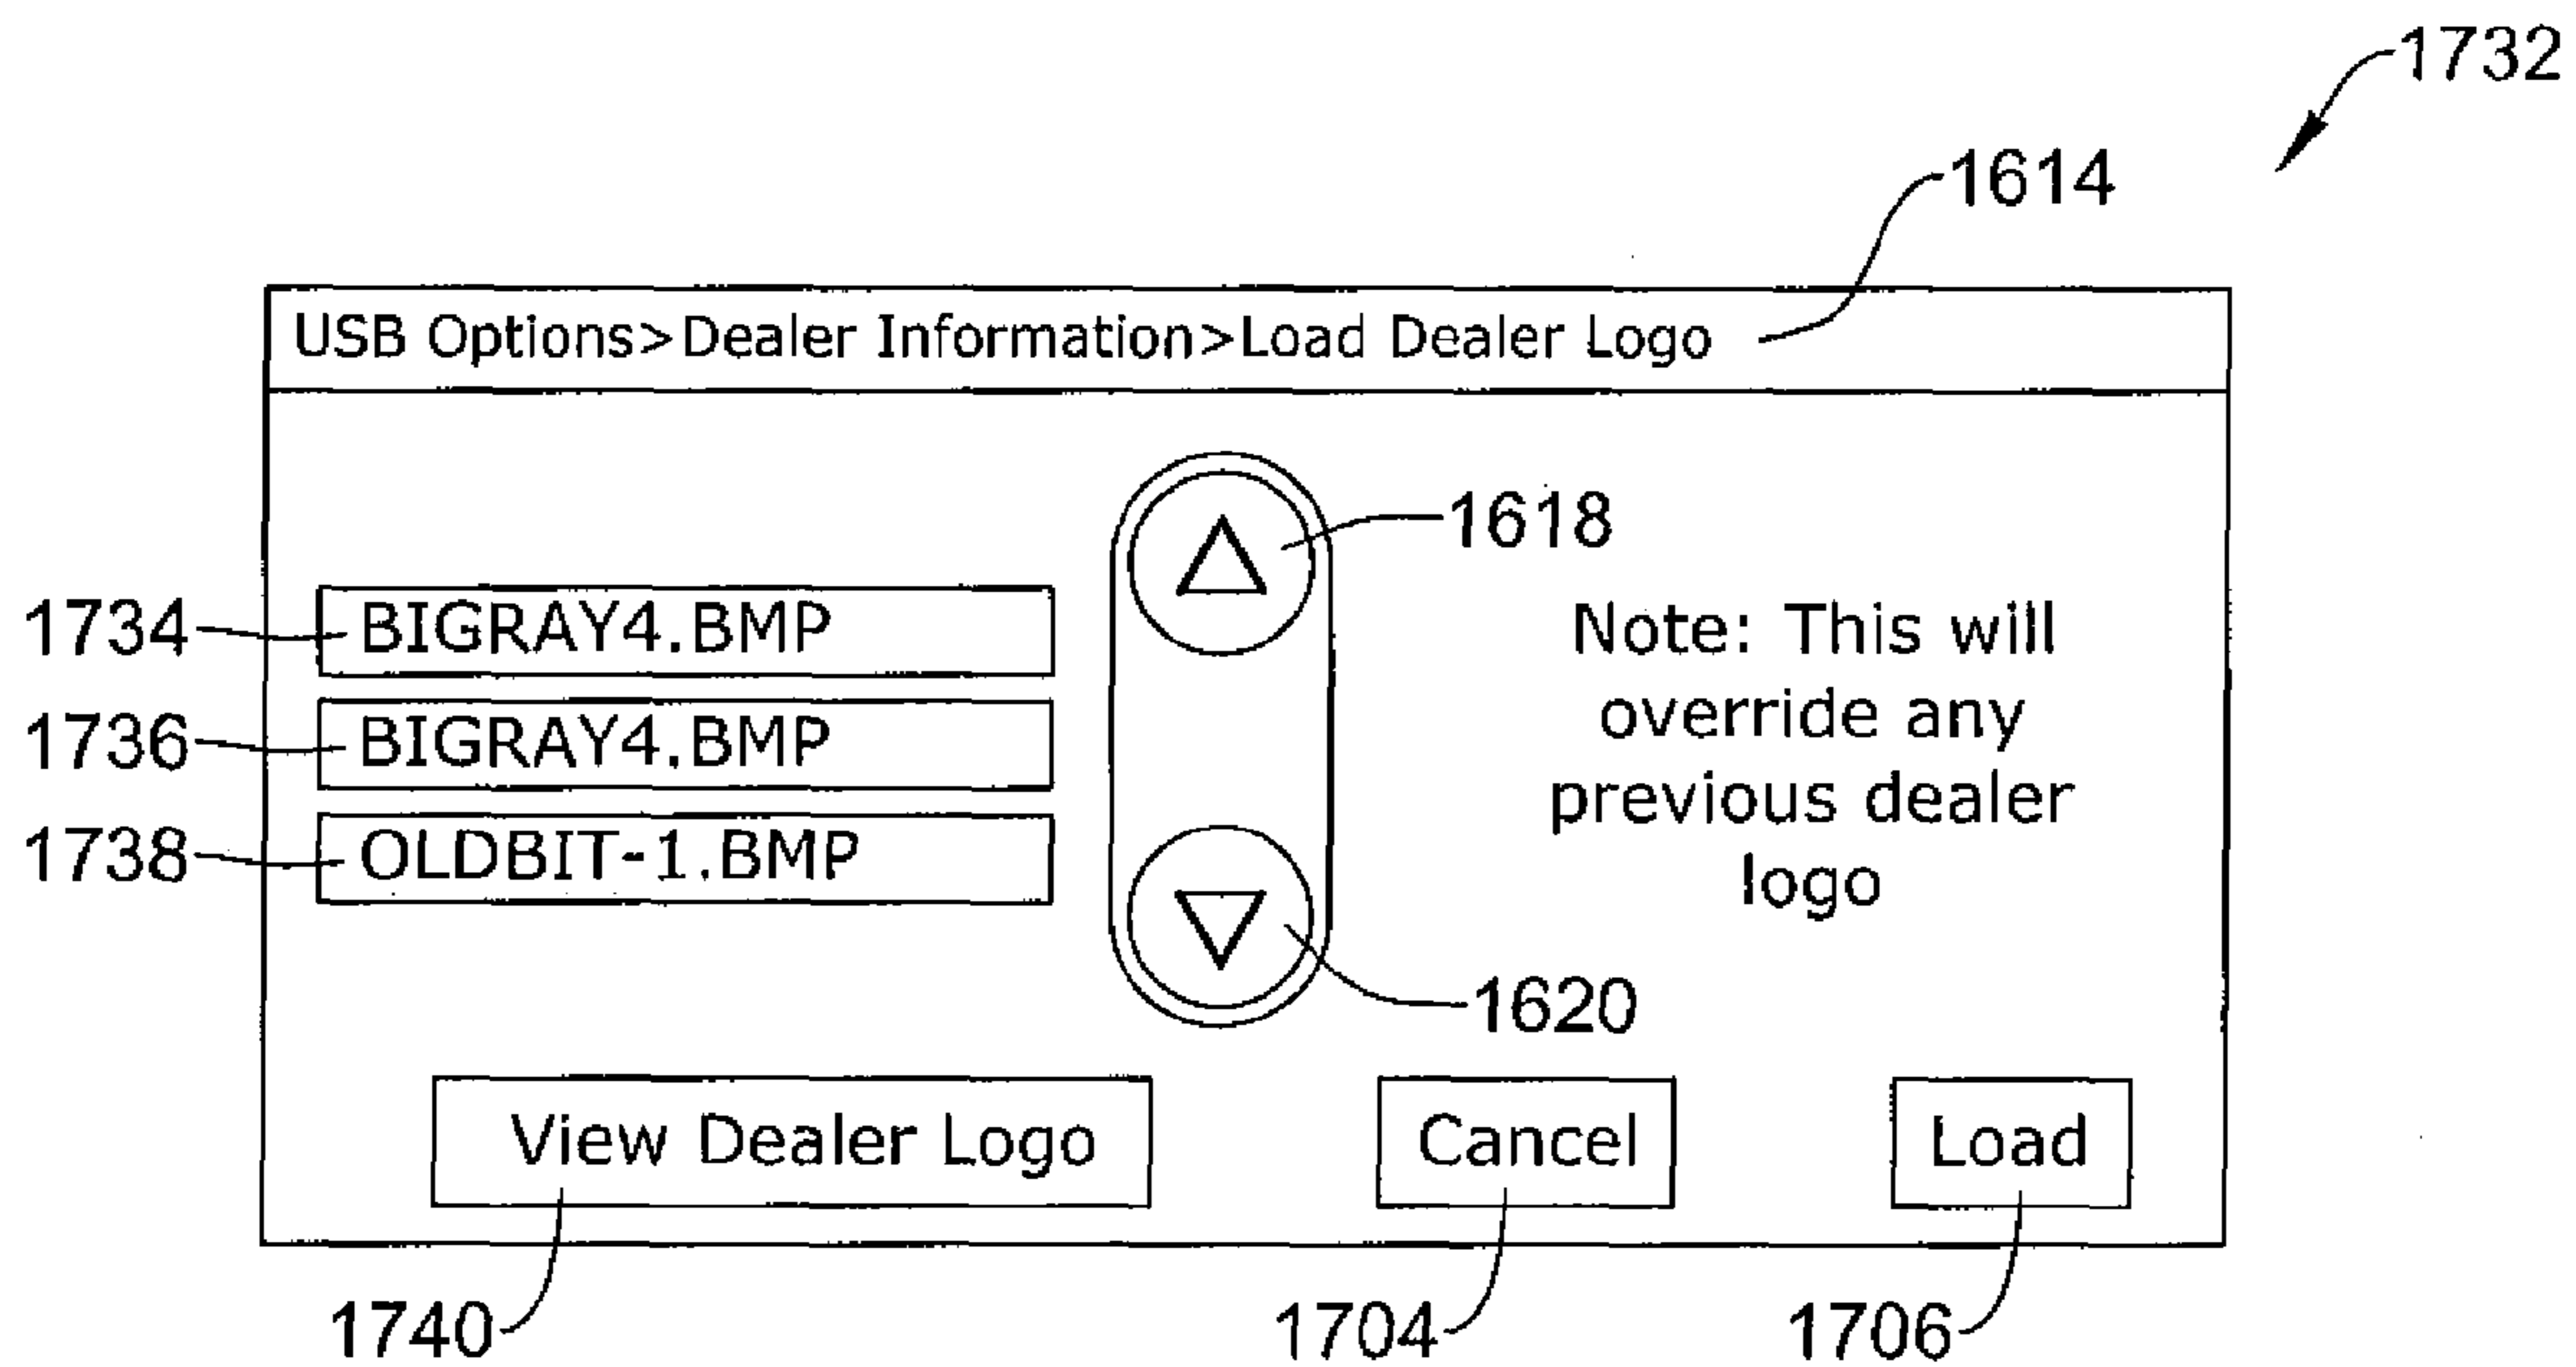 1732
1614
USB Options>Dealer Information>Load Dealer Logo
1618
1734
BIGRAY4.BMP
1736
BIGRAY4.BMP
1738
OLDBIT-1.BMP
Note: This will
override any
previous dealer
logo
1620
View Dealer Logo
Cancel
Load
1740
1704
1706